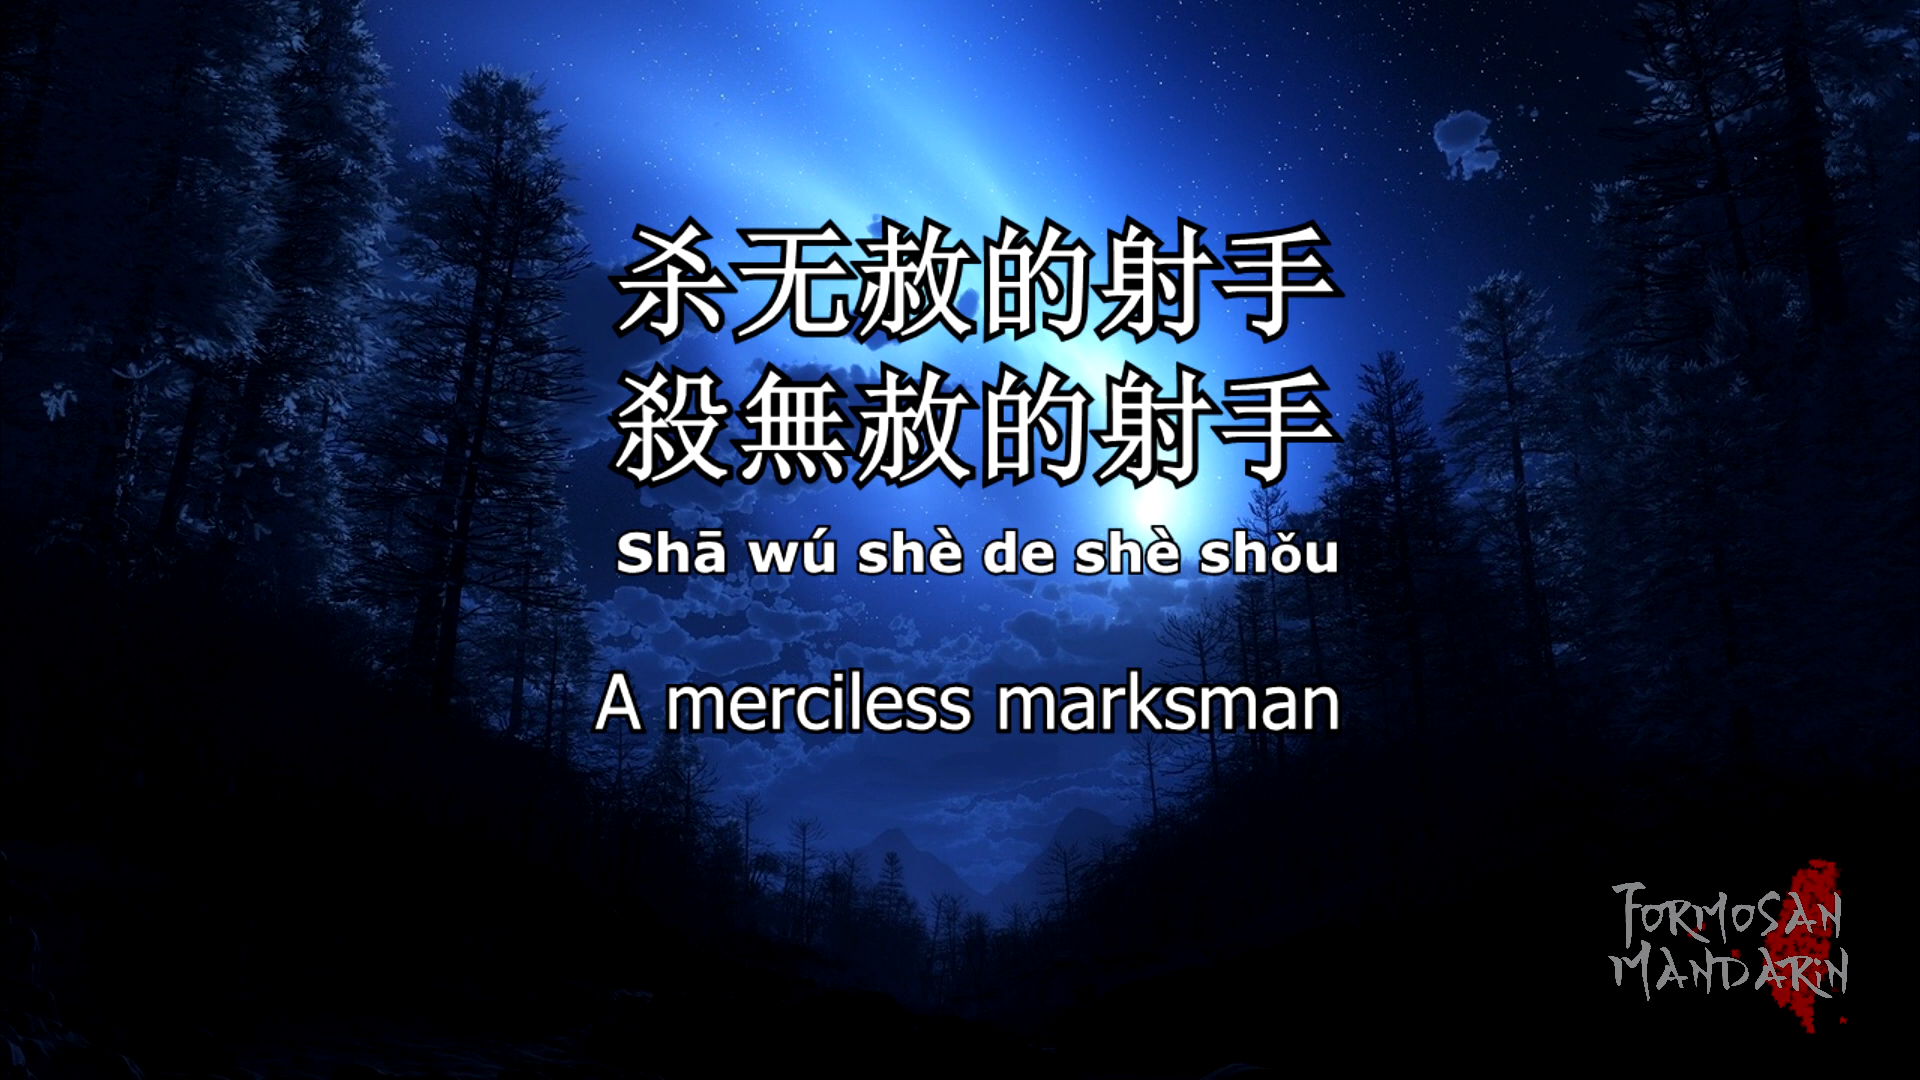 杀无赦的射手
殺無赦的射手
Shā wú shè de shè shǒu
A merciless marksman
FORMOSAN
MANDARIN